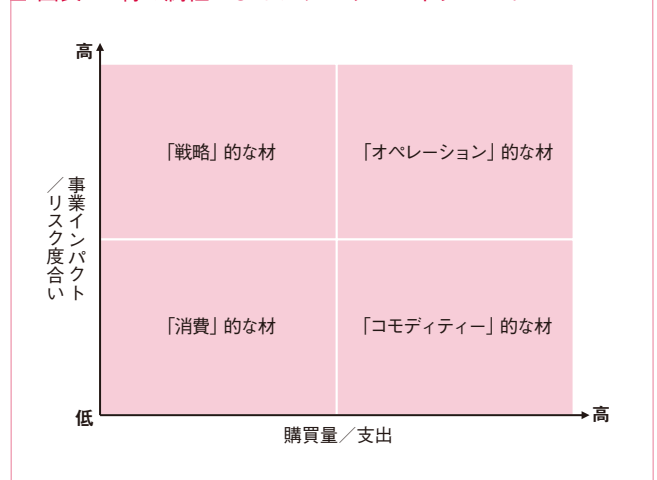 高
「戦略」的な材
「オペレーション」的な材
事業インパクト
／リスク度合い
「消費」的な材
「コモディティー」的な材
低
高
購買量／支出